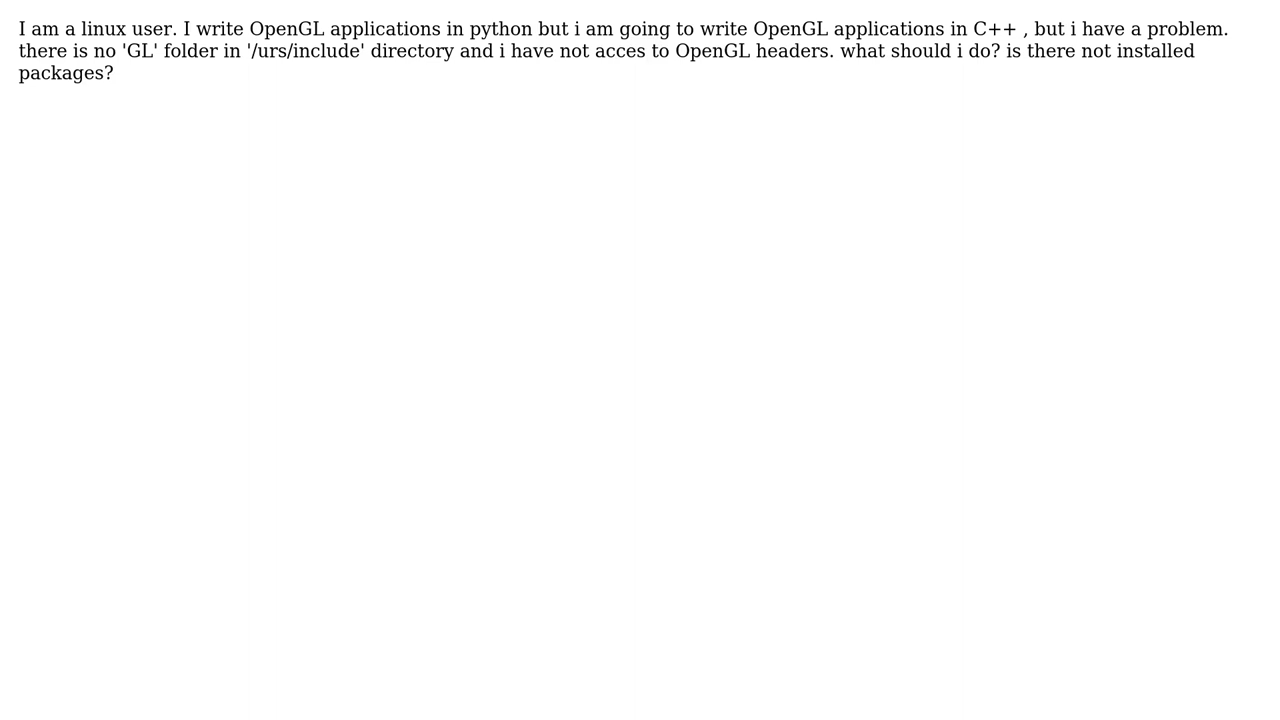 I am a linux user. I write OpenGL applications in python but i am going to write OpenGL applications in C++ , but i have a problem.
there is no 'GL' folder in '/urs/include' directory and i have not acces to OpenGL headers. what should i do? is there not installed
packages?